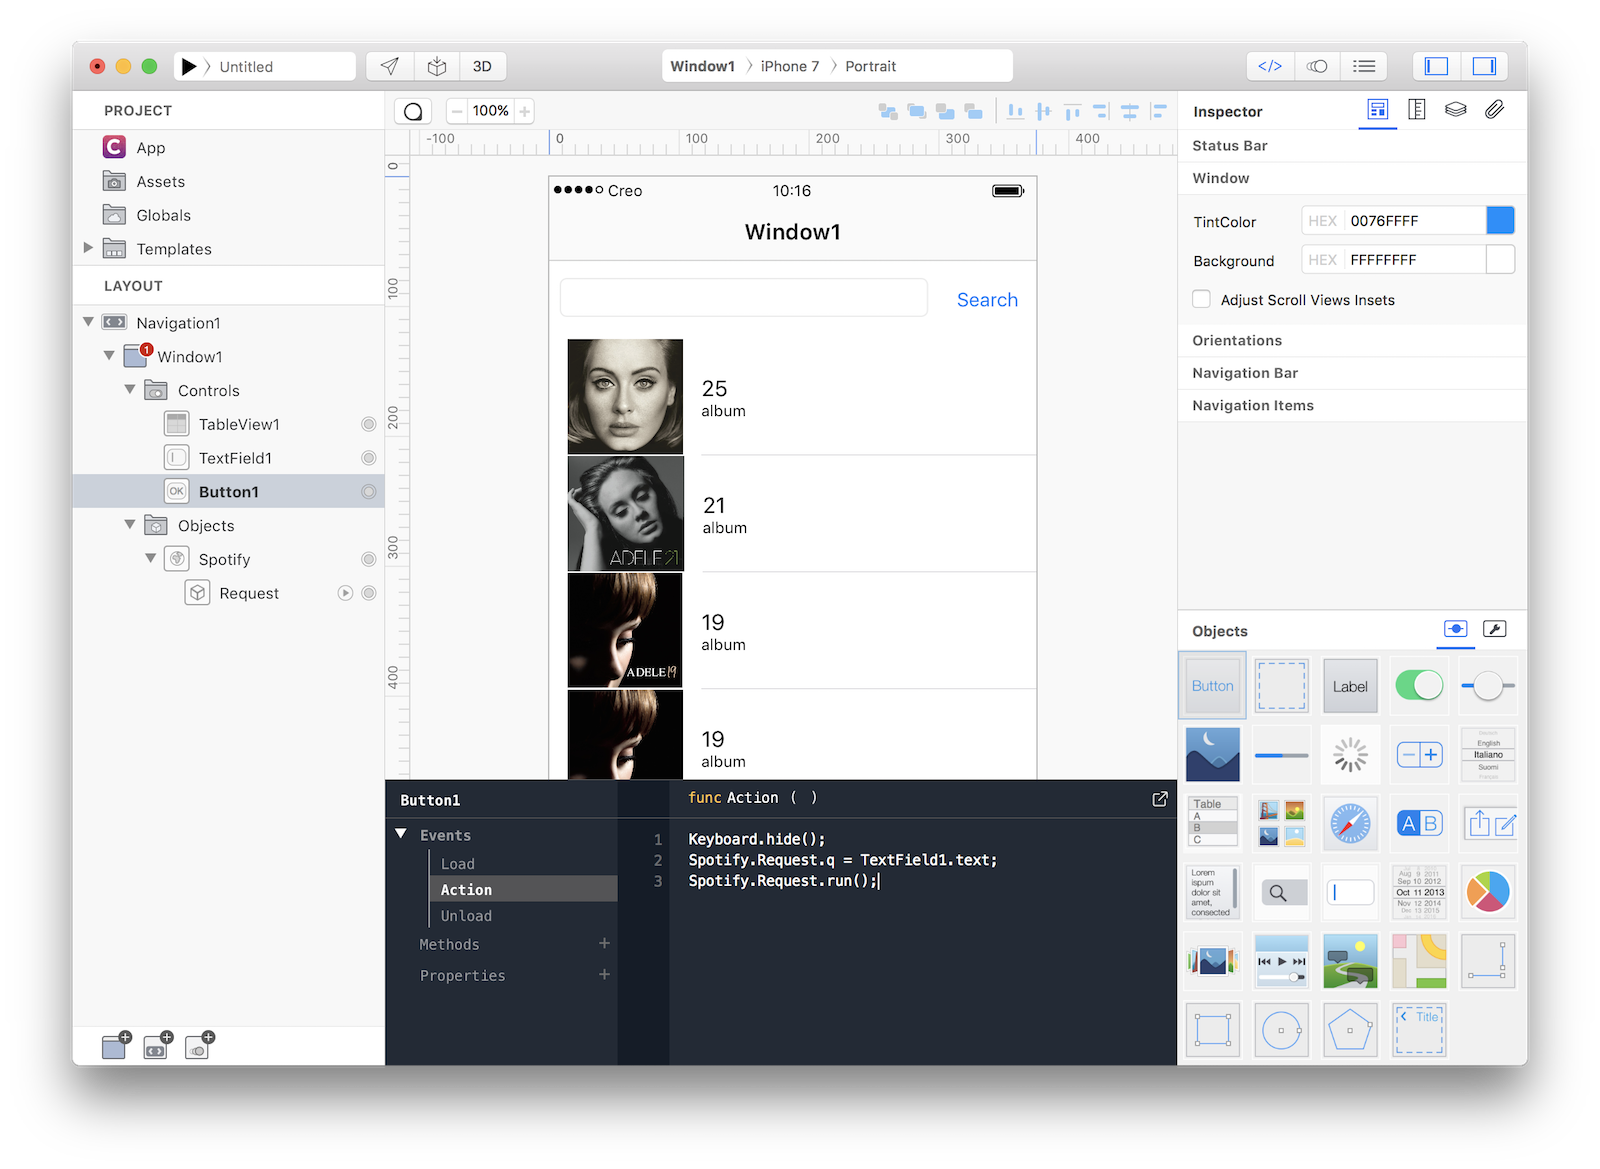 Untitled
3D
Window1 iPhone 7 Portrait
</>
PROJECT
App
Assets
Globals
Templates
LAYOUT
Navigation1
1
Window1
Controls
TableView1
TextField1
OK
Button1
Objects
Spotify
Request
100%
-100 0 100 200 300 400
0
100
200
300
400
Creo 10:16
Window1
Search
25
album
21
album
ADELE 21
19
album
ADELE 19
19
album
Button1
Events
Load
Action
Unload
Methods
Properties
func Action ( )
1 Keyboard.hide();
2 Spotify.Request.q = TextField1.text;
3 Spotify.Request.run();
Inspector
Status Bar
Window
TintColor HEX 0076FFFF
Background HEX FFFFFFFF
Adjust Scroll Views Insets
Orientations
Navigation Bar
Navigation Items
Objects
Button
Label
English
Italiano
Suomi
Table
A
B
C
A B
Lorem
ispum
dolor sit
amet,
consected
Aug 9 2011
Sep 10 2012
Oct 11 2013
Nov 12 2014
Dec 13 2015
Title